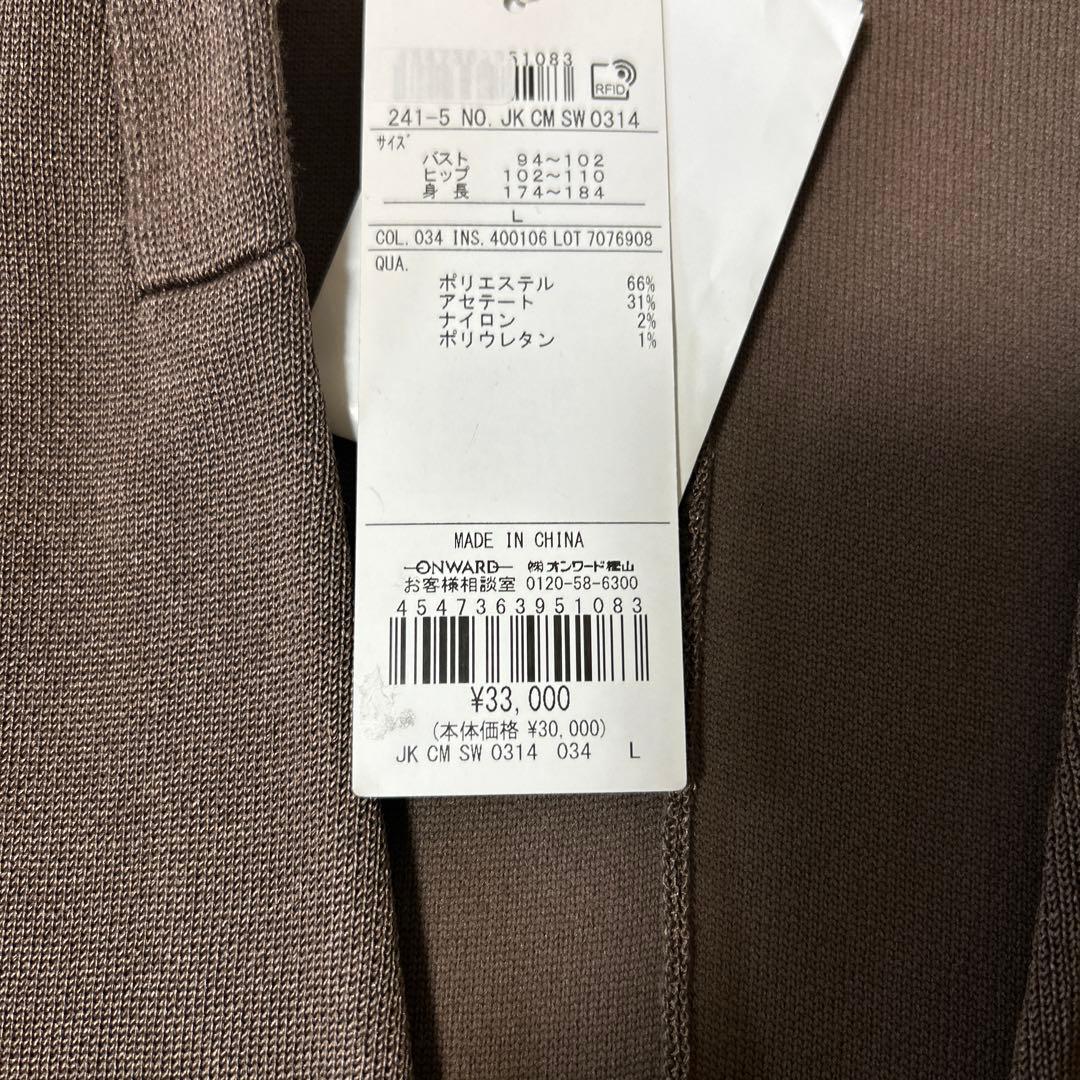 51083
RFID
241-5 NO. JK CM SW 0314
サイズ
バスト 94～102
ヒップ 102～110
身長 174～184
L
COL. 034 INS. 400106 LOT 7076908
QUA.
ポリエステル 66%
アセテート 31%
ナイロン 2%
ポリウレタン 1%
MADE IN CHINA
ONWARD ㈱オンワード樫山
お客様相談室 0120-58-6300
4547363951083
¥33,000
(本体価格 ¥30,000)
JK CM SW 0314 034 L